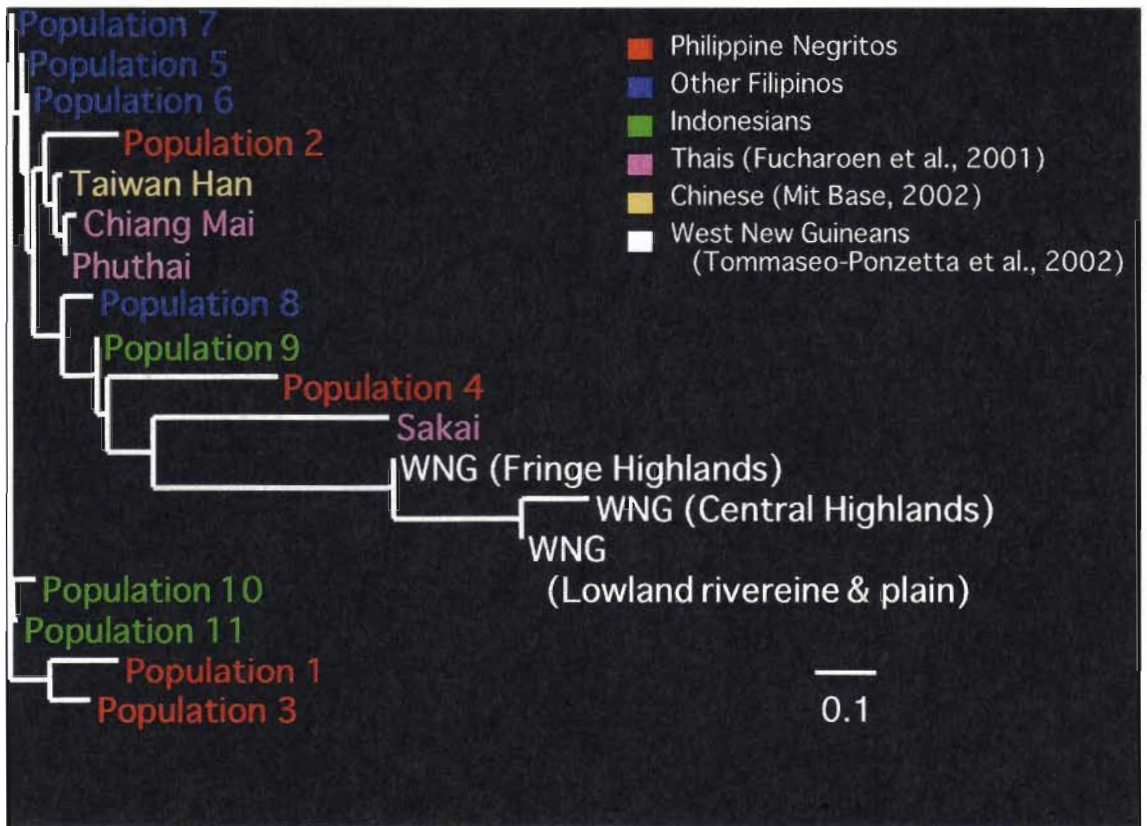 Population 7
Population 5
Population 6
Population 2
Taiwan Han
Chiang Mai
Phuthai
Population 8
Population 9
Population 4
Sakai
WNG (Fringe Highlands)
WNG (Central Highlands)
WNG
(Lowland rivereine & plain)
Population 10
Population 11
Population 1
Population 3
Philippine Negritos
Other Filipinos
Indonesians
Thais (Fucharoen et al., 2001)
Chinese (Mit Base, 2002)
West New Guineans
(Tommaseo-Ponzetta et al., 2002)
0.1